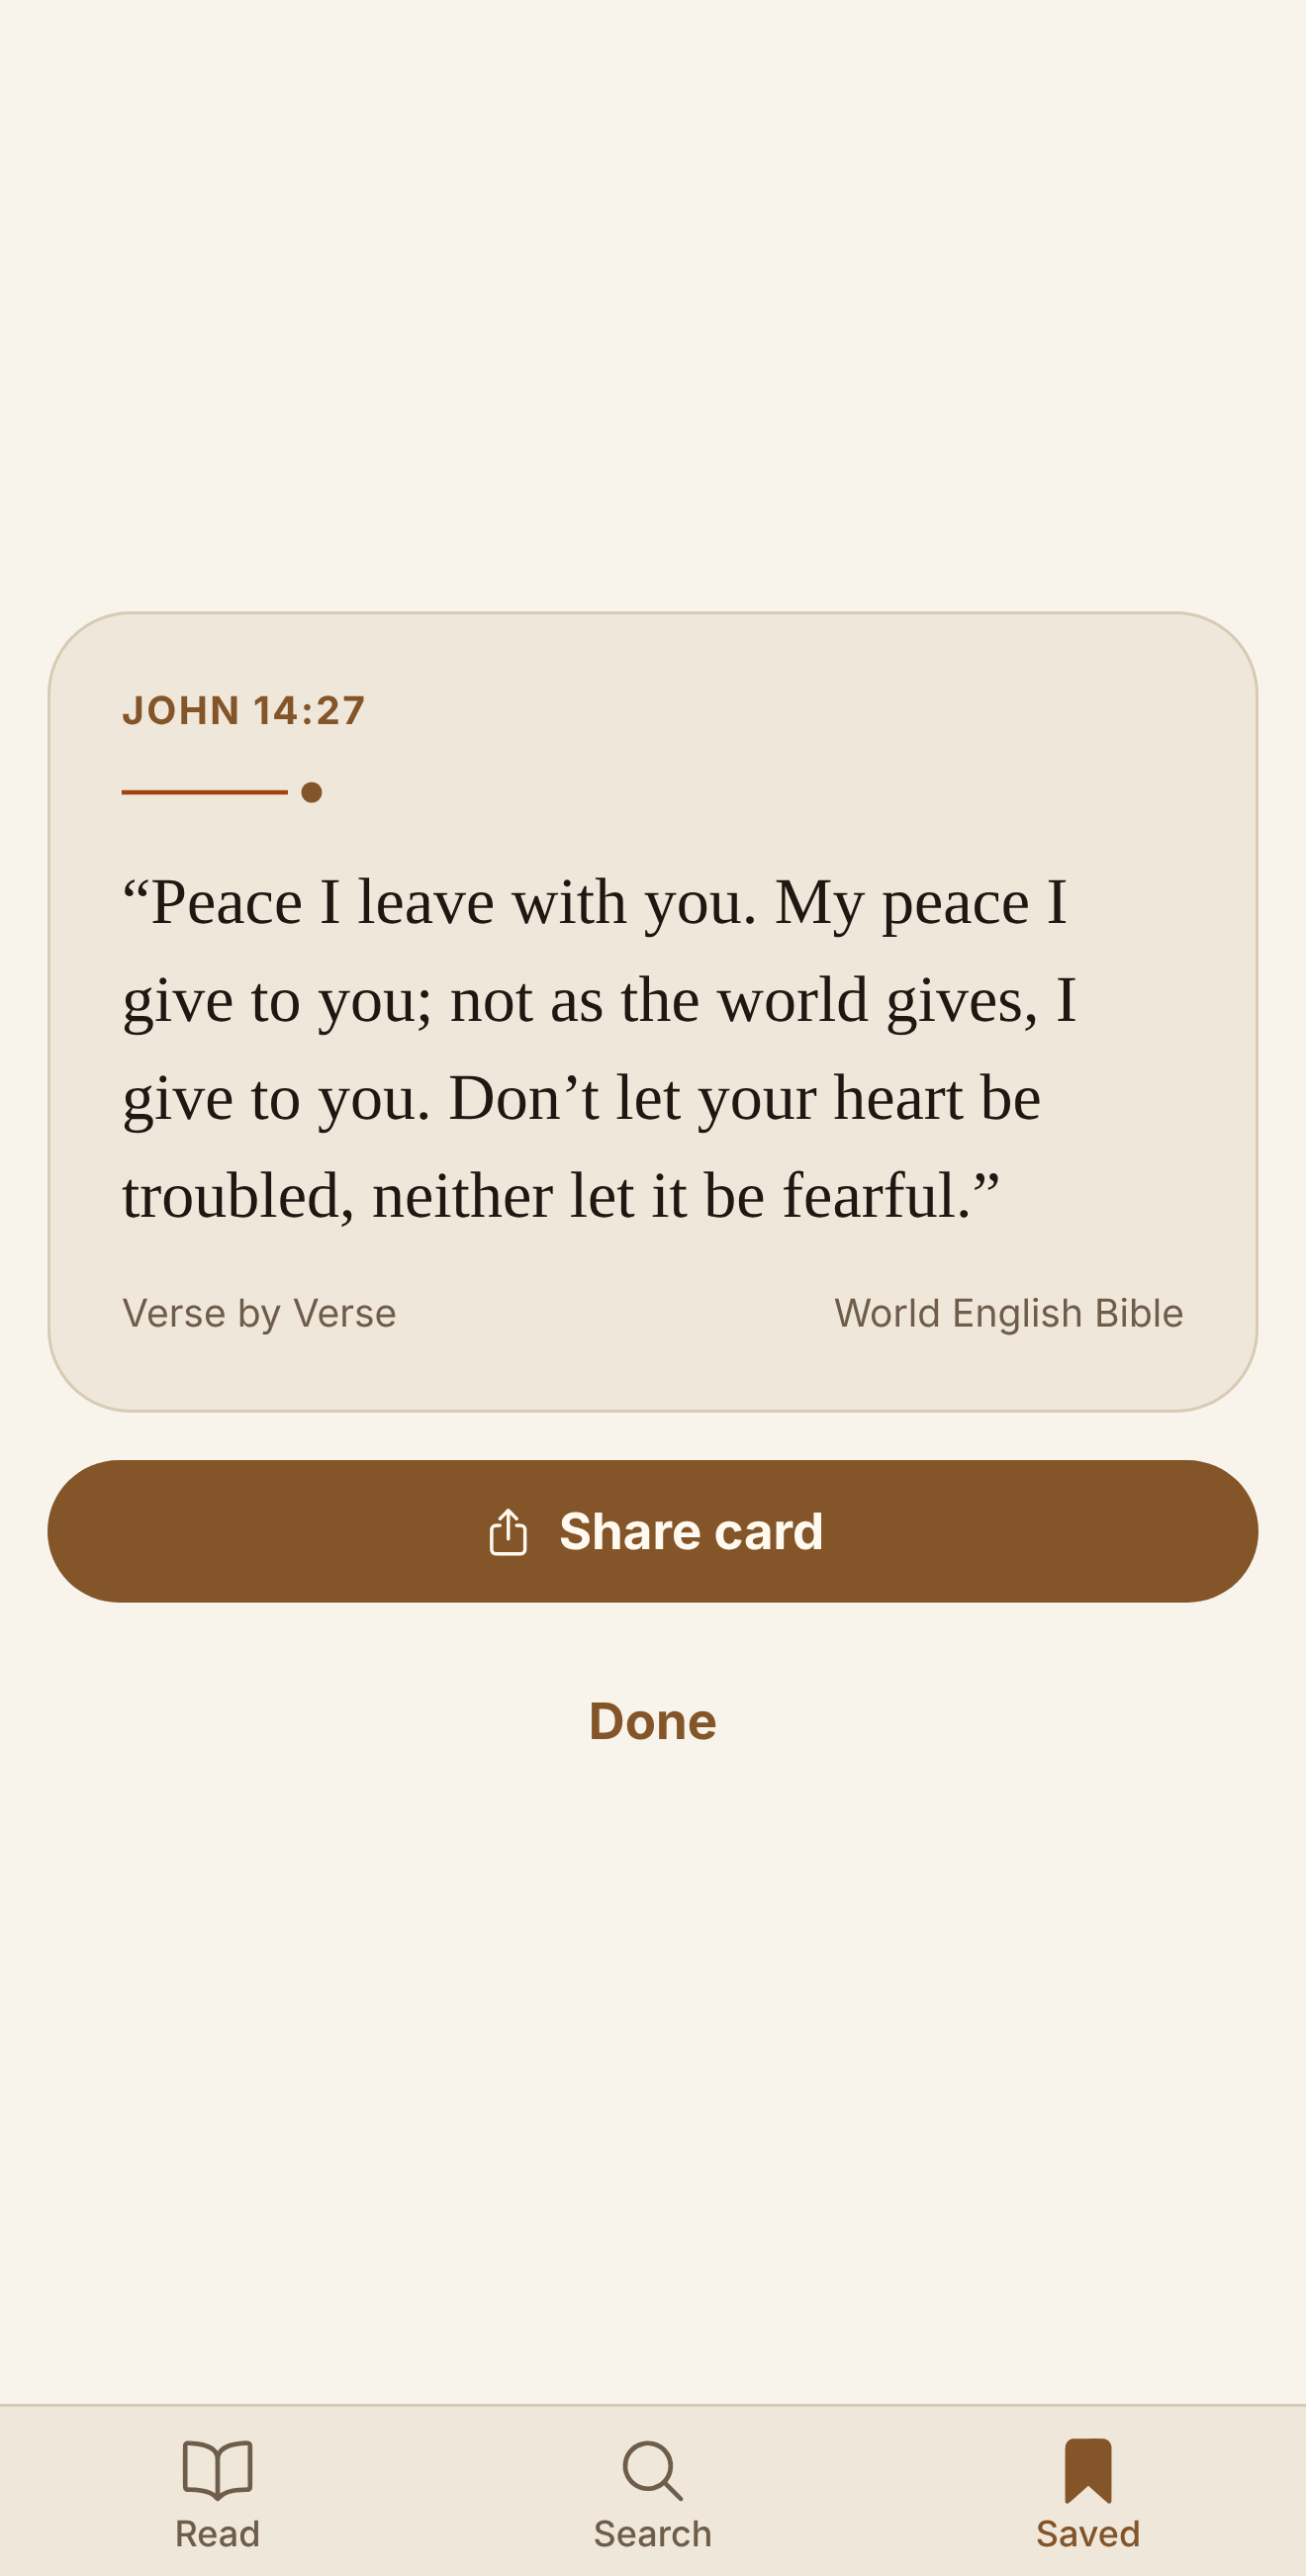 JOHN 14:27
“Peace I leave with you. My peace I
give to you; not as the world gives, I
give to you. Don’t let your heart be
troubled, neither let it be fearful.”
Verse by Verse
World English Bible
Share card
Done
Read
Search
Saved